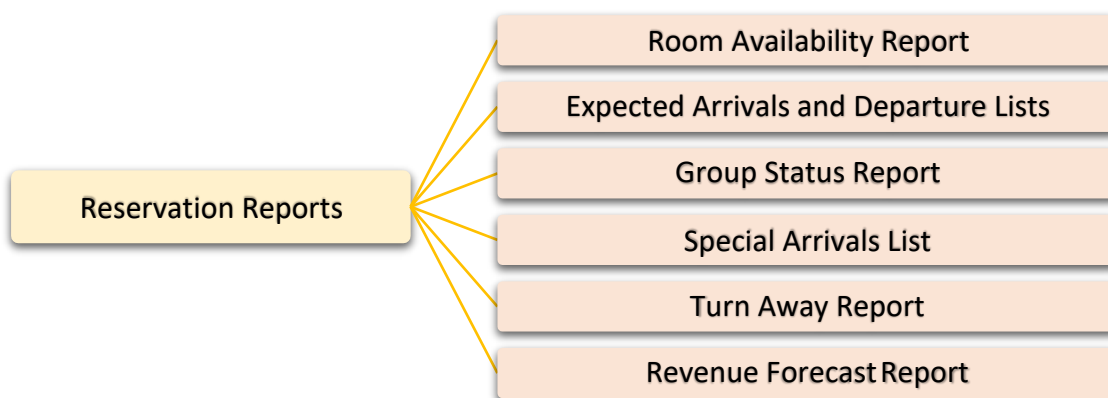 Room Availability Report
Expected Arrivals and Departure Lists
Group Status Report
Reservation Reports
Special Arrivals List
Turn Away Report
Revenue Forecast Report